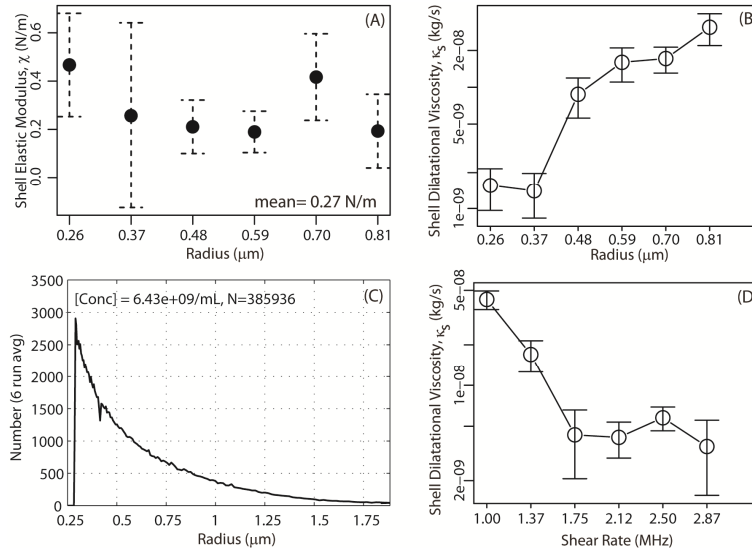 (A)
Shell Elastic Modulus, χ (N/m)
0.6
0.4
0.2
0.0
mean= 0.27 N/m
0.26 0.37 0.48 0.59 0.70 0.81
Radius (μm)
(B)
Shell Dilatational Viscosity, κs (kg/s)
2e-08
5e-09
1e-09
0.26 0.37 0.48 0.59 0.70 0.81
Radius (μm)
(C)
[Conc] = 6.43e+09/mL, N=385936
Number (6 run avg)
3500
3000
2500
2000
1500
1000
500
0
0.25 0.5 0.75 1 1.25 1.5 1.75
Radius (μm)
(D)
Shell Dilatational Viscosity, κs (kg/s)
5e-08
1e-08
2e-09
1.00 1.37 1.75 2.12 2.50 2.87
Shear Rate (MHz)